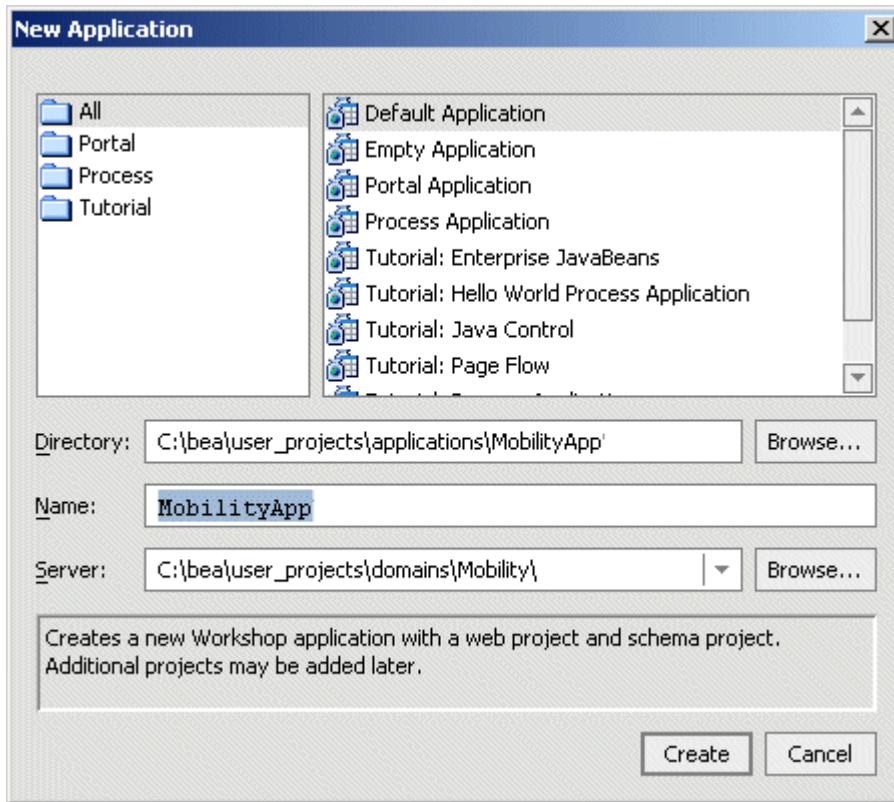 New Application
All
Portal
Process
Tutorial
Default Application
Empty Application
Portal Application
Process Application
Tutorial: Enterprise JavaBeans
Tutorial: Hello World Process Application
Tutorial: Java Control
Tutorial: Page Flow
Directory: C:\bea\user_projects\applications\MobilityApp' Browse...
Name: MobilityApp
Server: C:\bea\user_projects\domains\Mobility\ Browse...
Creates a new Workshop application with a web project and schema project.
Additional projects may be added later.
Create Cancel